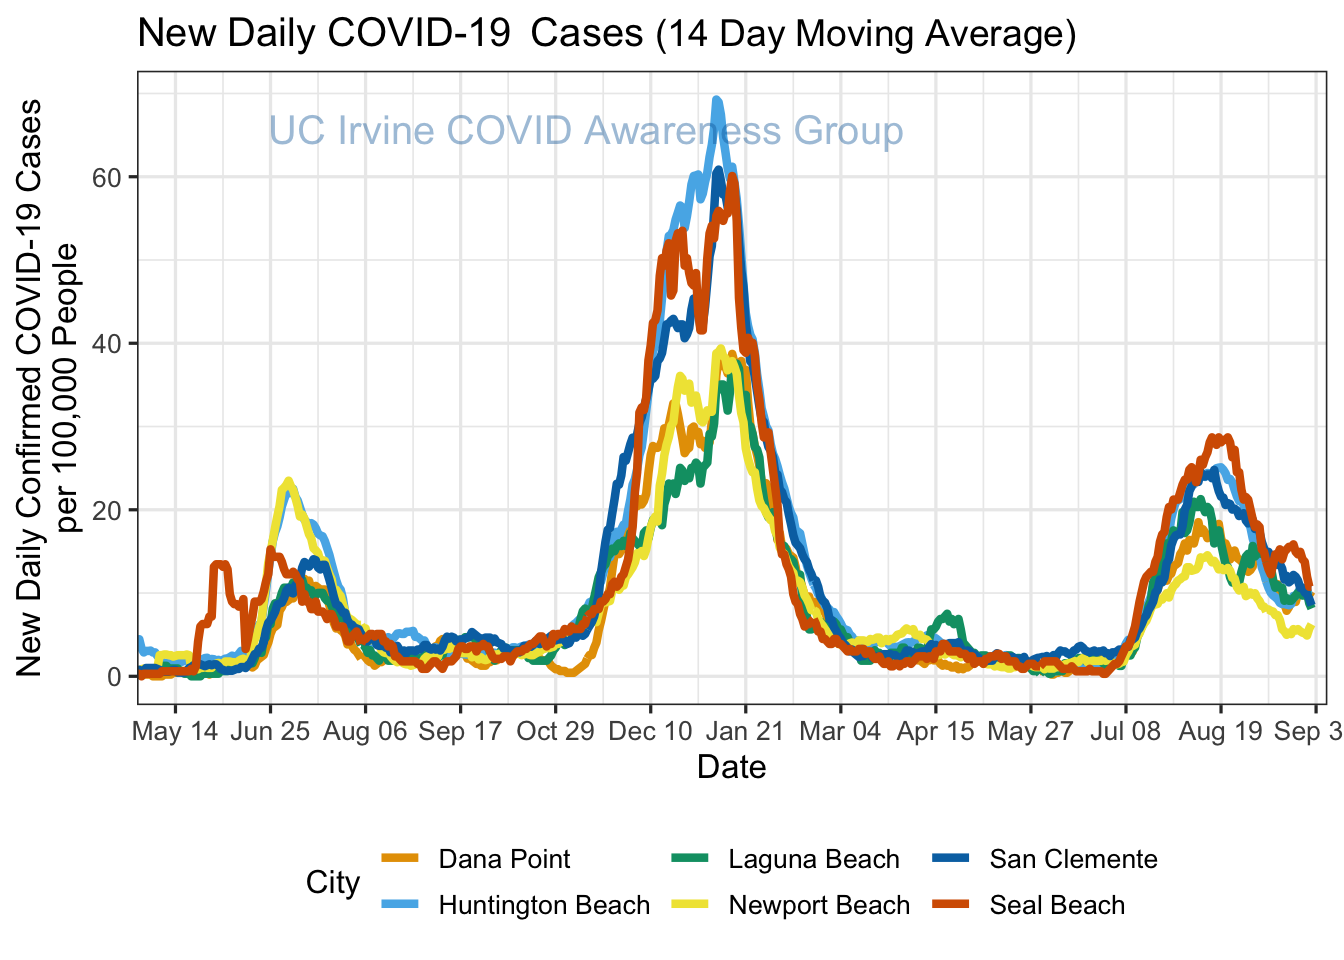 New Daily COVID-19 Cases (14 Day Moving Average)
UC Irvine COVID Awareness Group
New Daily Confirmed COVID-19 Cases
per 100,000 People
60
40
20
0
May 14 Jun 25 Aug 06 Sep 17 Oct 29 Dec 10 Jan 21 Mar 04 Apr 15 May 27 Jul 08 Aug 19 Sep 3
Date
City
Dana Point Laguna Beach San Clemente
Huntington Beach Newport Beach Seal Beach